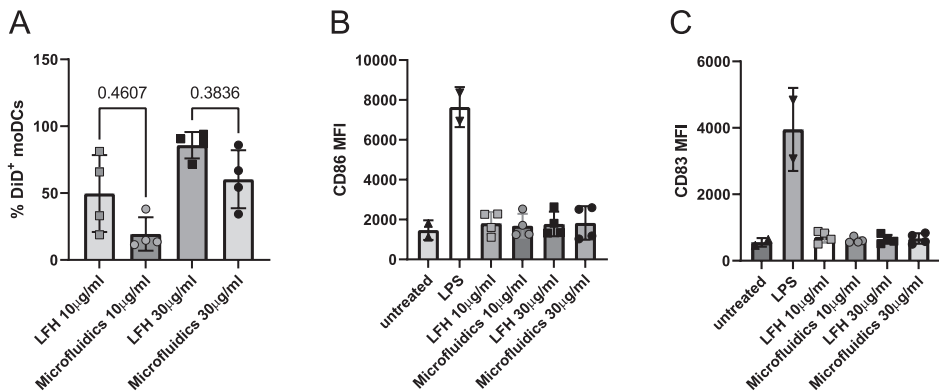 A
% DiD+ moDCs
150
100
50
0
0.4607
0.3836
LFH 10μg/ml
Microfluidics 10μg/ml
LFH 30μg/ml
Microfluidics 30μg/ml
B
CD86 MFI
10000
8000
6000
4000
2000
0
untreated
LPS
LFH 10μg/ml
Microfluidics 10μg/ml
LFH 30μg/ml
Microfluidics 30μg/ml
C
CD83 MFI
6000
4000
2000
0
untreated
LPS
LFH 10μg/ml
Microfluidics 10μg/ml
LFH 30μg/ml
Microfluidics 30μg/ml